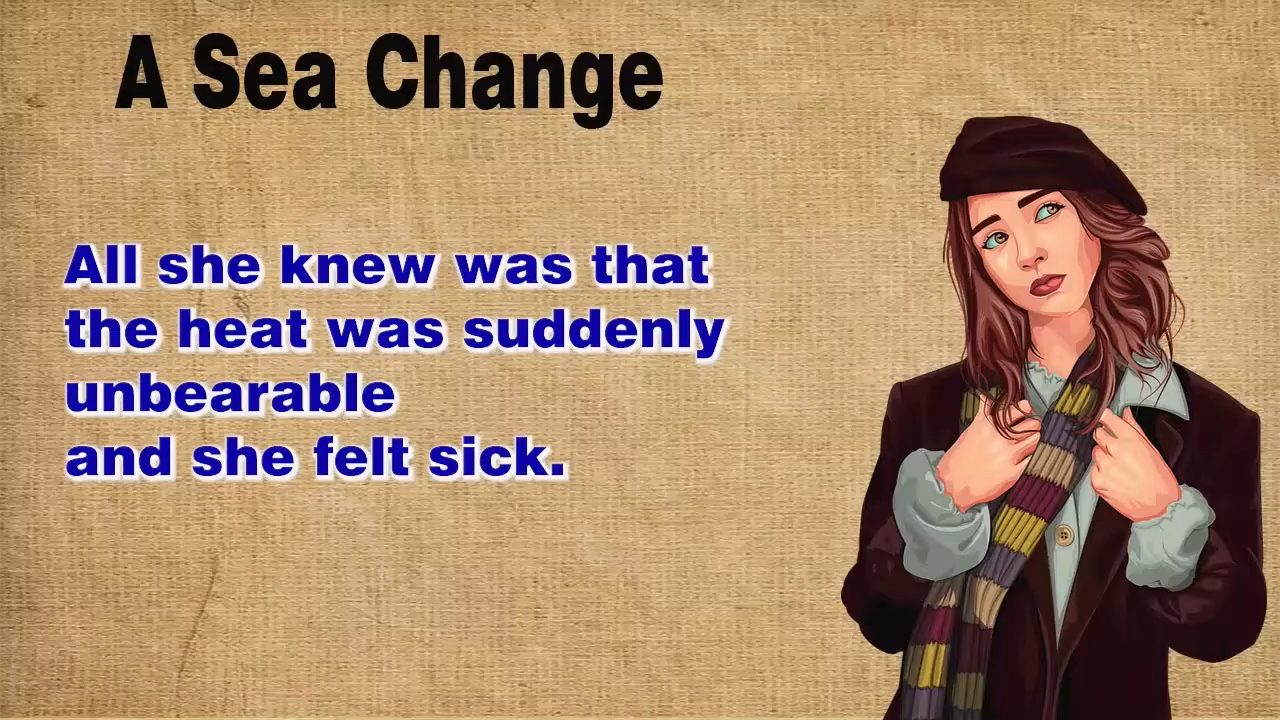 A Sea Change
All she knew was that
the heat was suddenly
unbearable
and she felt sick.